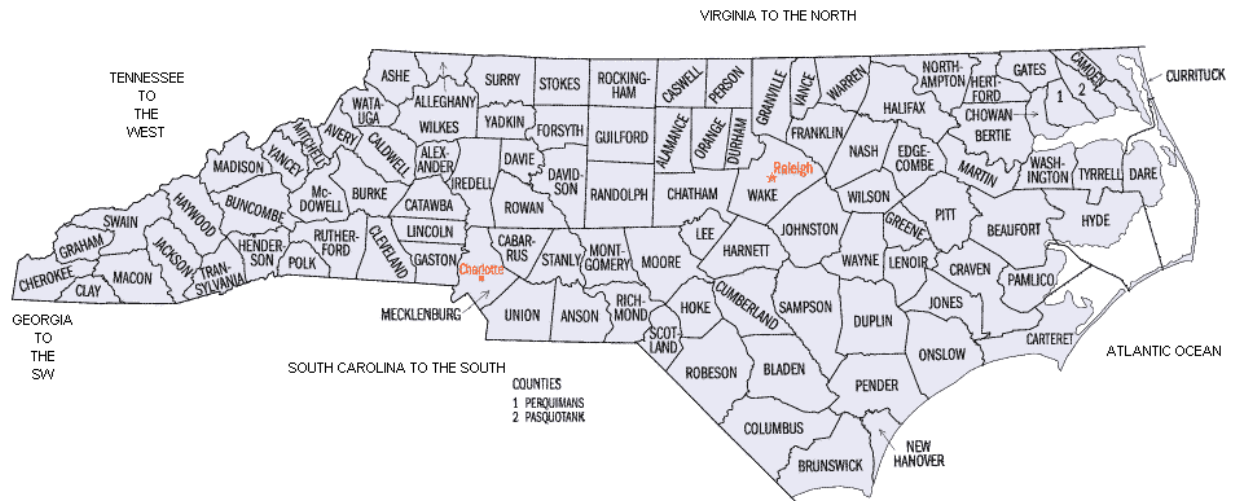 VIRGINIA TO THE NORTH
TENNESSEE
TO
THE
WEST
ASHE
ALLEGHANY
SURRY
STOKES
ROCKING-
HAM
CASWELL
PERSON
GRANVILLE
VANCE
WARREN
NORTH-
AMPTON
HERT-
FORD
GATES
CAMDEN
CURRITUCK
1
2
WATA-
UGA
WILKES
YADKIN
FORSYTH
GUILFORD
ALAMANCE
ORANGE
DURHAM
FRANKLIN
HALIFAX
CHOWAN
BERTIE
MITCHELL
AVERY
CALDWELL
ALEX-
ANDER
IREDELL
DAVIE
DAVID-
SON
RANDOLPH
CHATHAM
Raleigh
WAKE
NASH
EDGE-
COMBE
MARTIN
WASH-
INGTON
TYRRELL
DARE
MADISON
YANCEY
Mc-
DOWELL
BURKE
CATAWBA
ROWAN
WILSON
PITT
BEAUFORT
HYDE
SWAIN
HAYWOOD
BUNCOMBE
RUTHER-
FORD
CLEVELAND
LINCOLN
GASTON
CABAR-
RUS
STANLY
MONT-
GOMERY
MOORE
LEE
HARNETT
JOHNSTON
GREENE
WAYNE
LENOIR
CRAVEN
PAMLICO
GRAHAM
JACKSON
HENDER-
SON
POLK
Charlotte
CHEROKEE
CLAY
MACON
TRAN-
SYLVANIA
MECKLENBURG
UNION
ANSON
RICH-
MOND
SCOT-
LAND
HOKE
CUMBERLAND
SAMPSON
DUPLIN
JONES
CARTERET
ONSLOW
GEORGIA
TO
THE
SW
SOUTH CAROLINA TO THE SOUTH
ATLANTIC OCEAN
ROBESON
BLADEN
PENDER
COUNTIES
1 PERQUIMANS
2 PASQUOTANK
COLUMBUS
BRUNSWICK
NEW
HANOVER